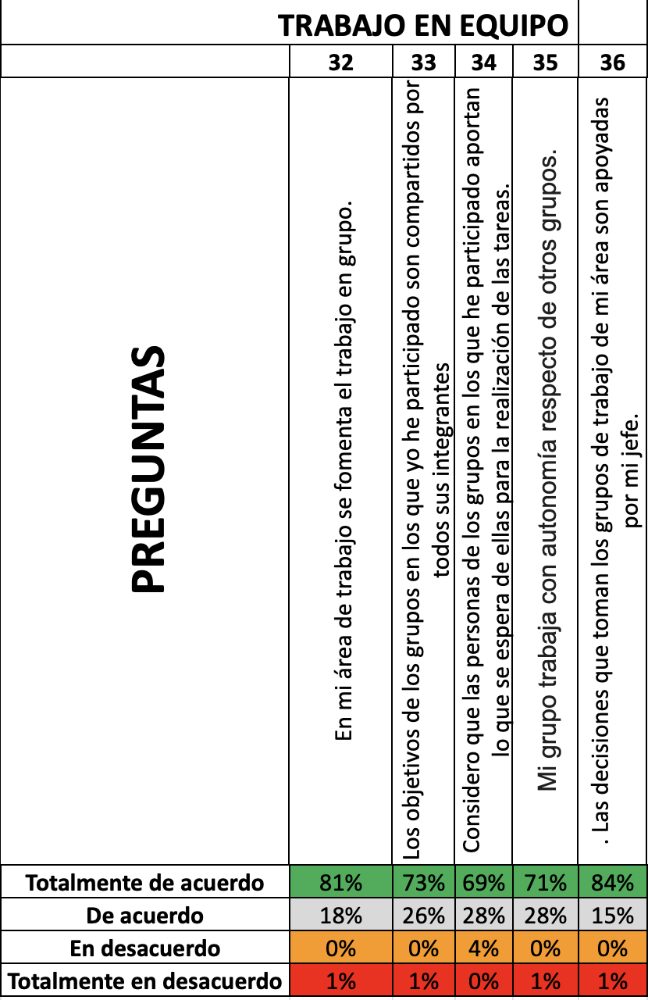 TRABAJO EN EQUIPO
32 33 34 35 36
PREGUNTAS
En mi área de trabajo se fomenta el trabajo en grupo.
Los objetivos de los grupos en los que yo he participado son compartidos por
todos sus integrantes
Considero que las personas de los grupos en los que he participado aportan
lo que se espera de ellas para la realización de las tareas.
Mi grupo trabaja con autonomía respecto de otros grupos.
. Las decisiones que toman los grupos de trabajo de mi área son apoyadas
por mi jefe.
Totalmente de acuerdo 81% 73% 69% 71% 84%
De acuerdo 18% 26% 28% 28% 15%
En desacuerdo 0% 0% 4% 0% 0%
Totalmente en desacuerdo 1% 1% 0% 1% 1%